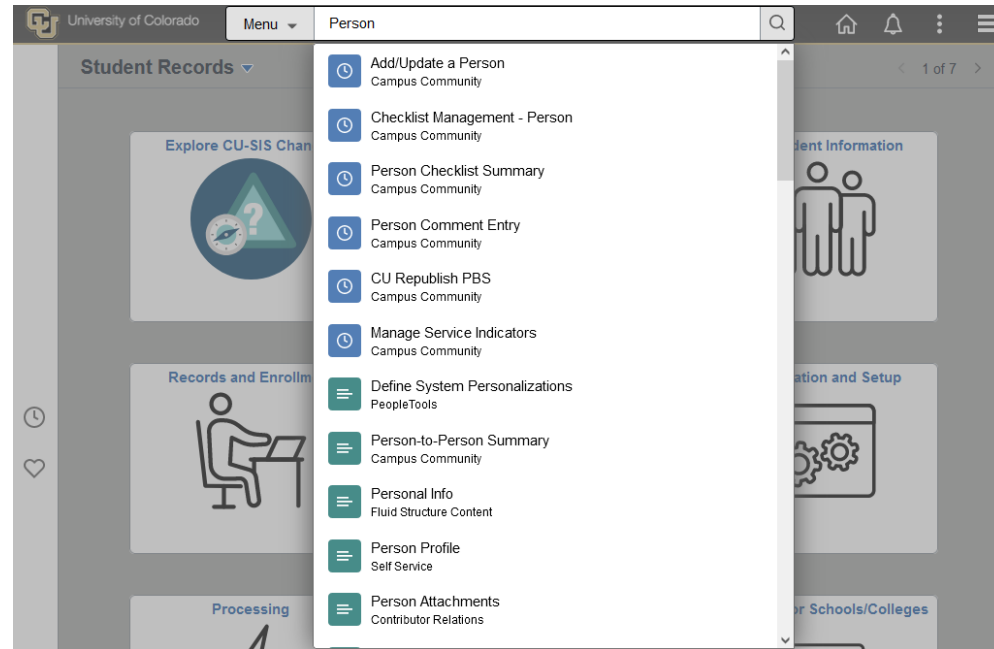 University of Colorado
Menu
Person
Student Records
1 of 7
Add/Update a Person
Campus Community
Checklist Management - Person
Campus Community
Person Checklist Summary
Campus Community
Person Comment Entry
Campus Community
CU Republish PBS
Campus Community
Manage Service Indicators
Campus Community
Define System Personalizations
PeopleTools
Person-to-Person Summary
Campus Community
Personal Info
Fluid Structure Content
Person Profile
Self Service
Person Attachments
Contributor Relations
Explore CU-SIS Chan
dent Information
?
Records and Enrollm
ation and Setup
Processing
or Schools/Colleges